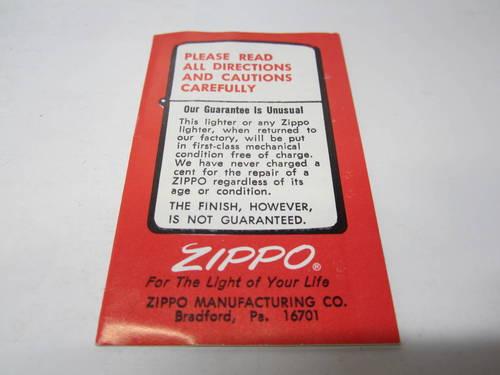 PLEASE READ
ALL DIRECTIONS
AND CAUTIONS
CAREFULLY
Our Guarantee Is Unusual
This lighter or any Zippo
lighter, when returned to
our factory, will be put
in first-class mechanical
condition free of charge.
We have never charged a
cent for the repair of a
ZIPPO regardless of its
age or condition.
THE FINISH, HOWEVER,
IS NOT GUARANTEED.
ZIPPO®
For The Light of Your Life
ZIPPO MANUFACTURING CO.
Bradford, Pa. 16701